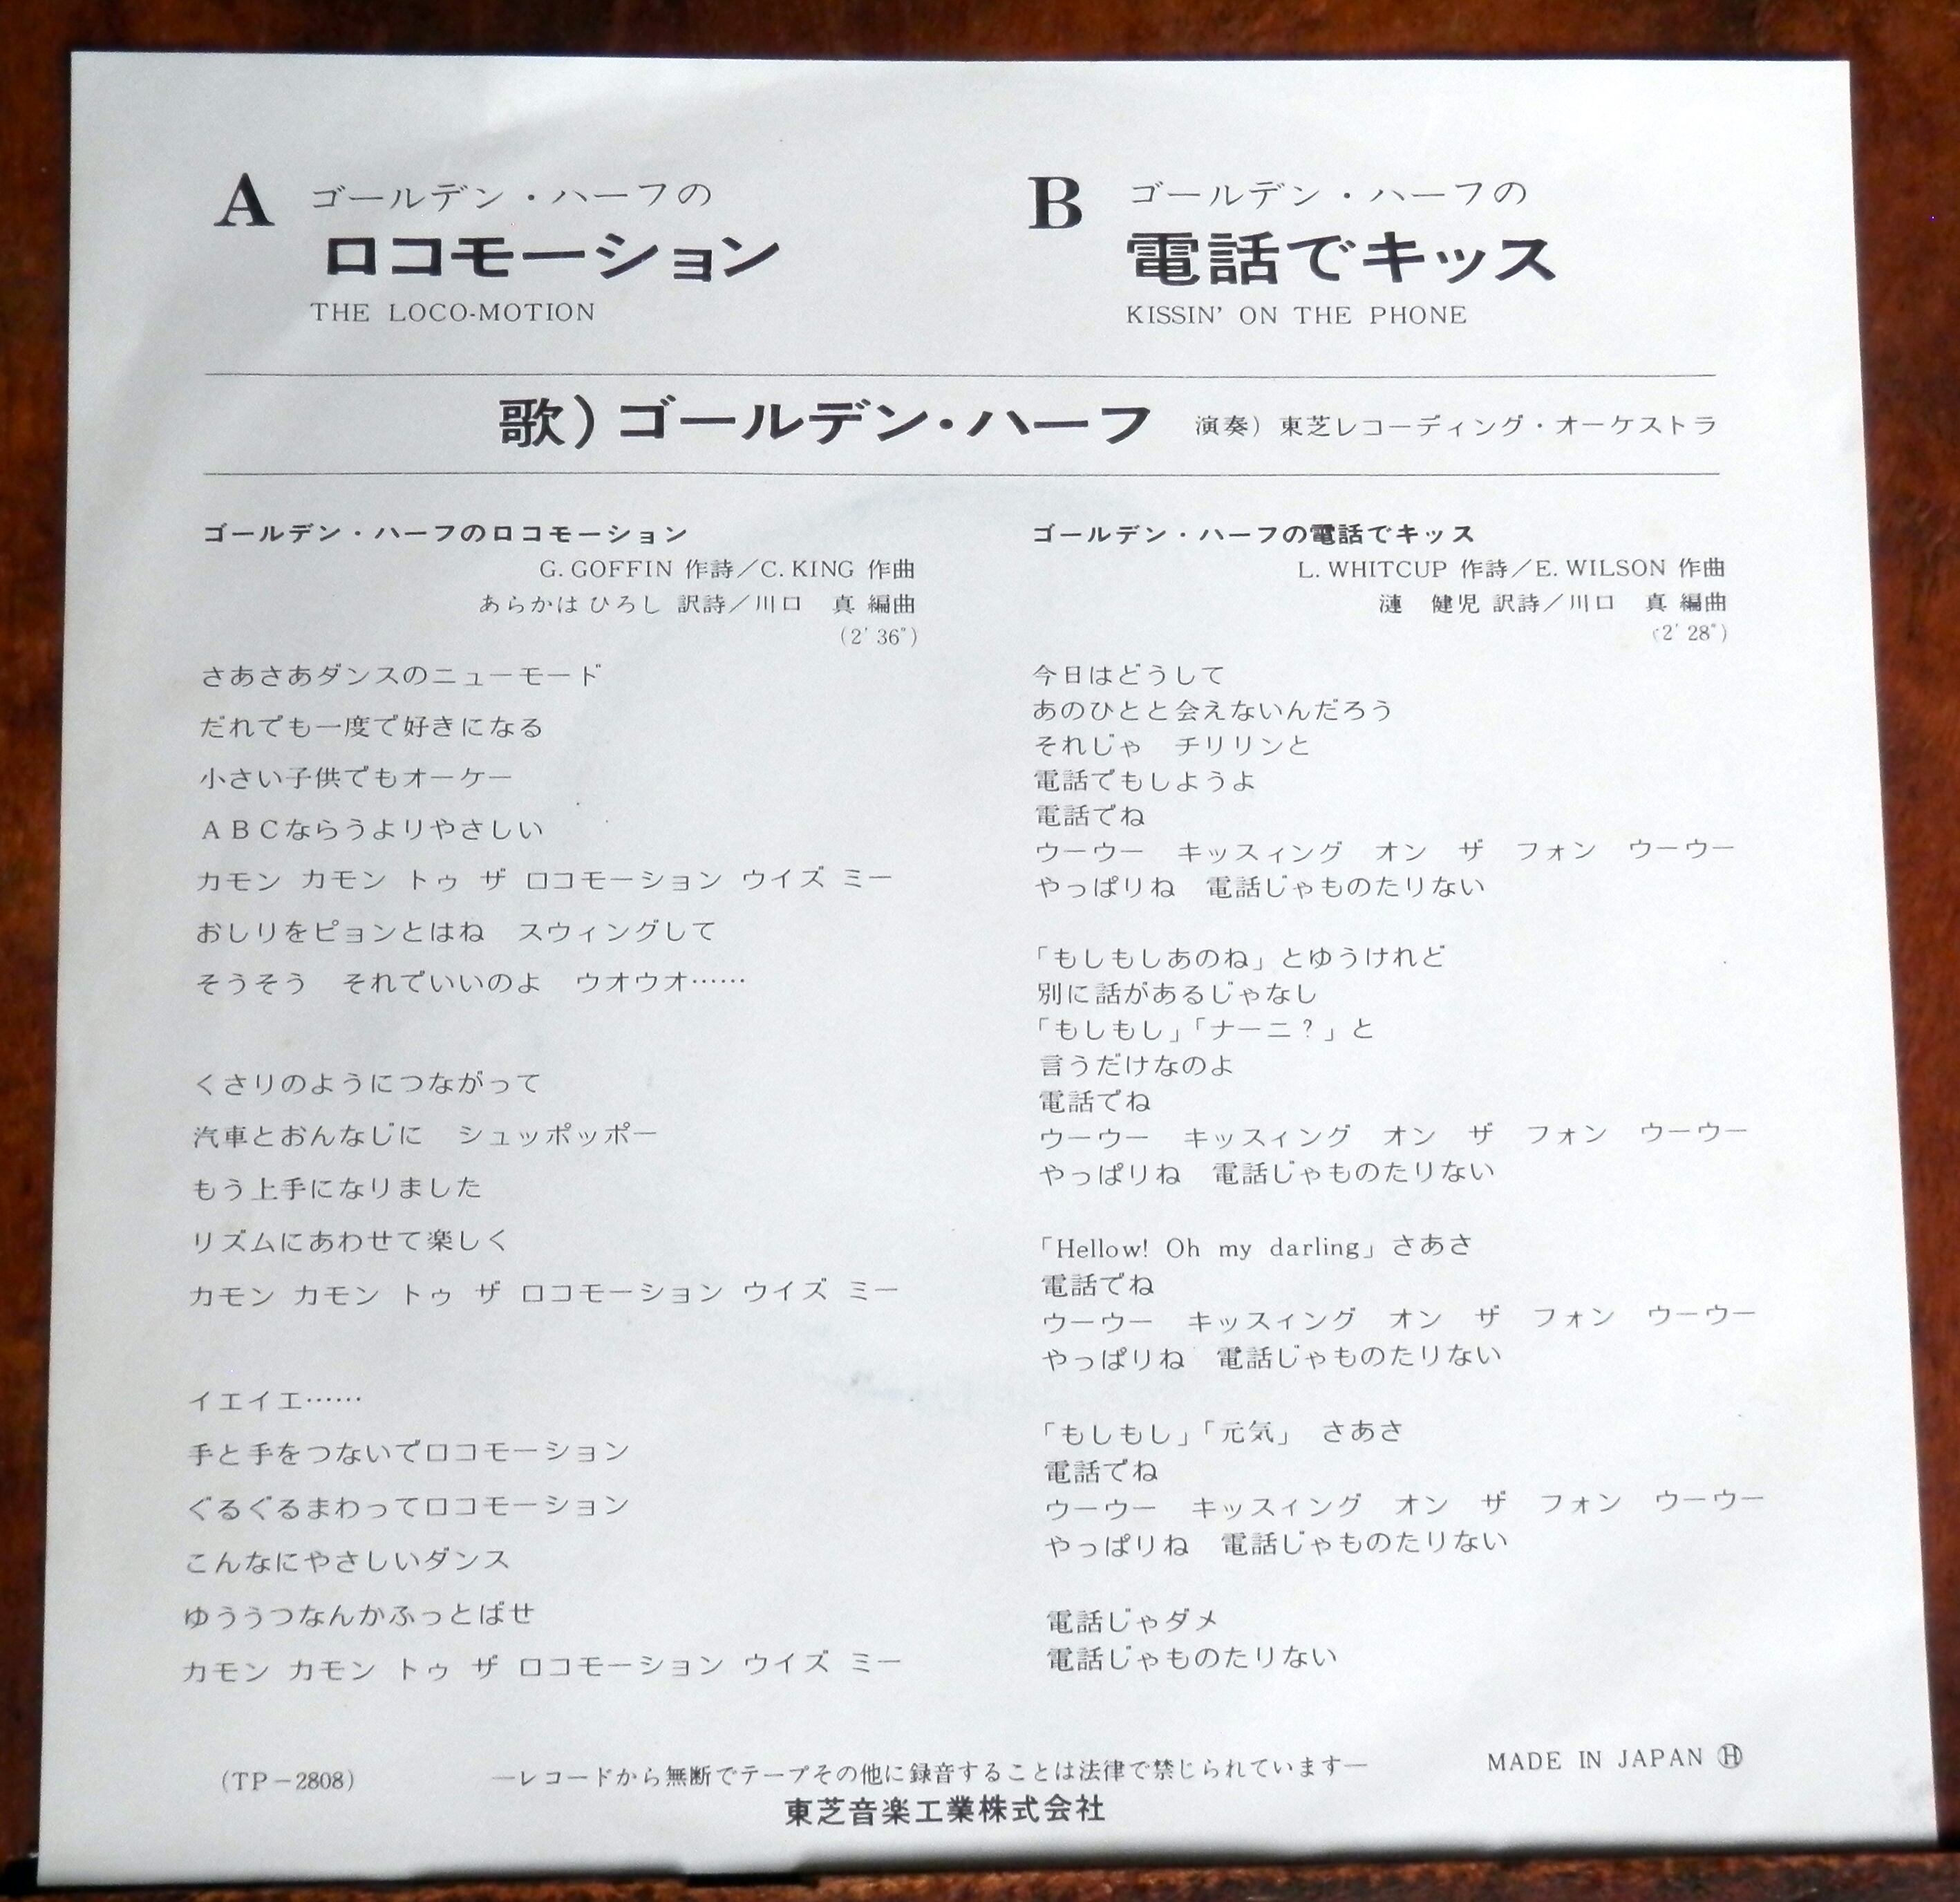 A ゴールデン・ハーフの
ロコモーション
THE LOCO-MOTION
B ゴールデン・ハーフの
電話でキッス
KISSIN' ON THE PHONE
歌）ゴールデン・ハーフ 演奏）東芝レコーディング・オーケストラ
ゴールデン・ハーフのロコモーション
G. GOFFIN 作詩／C. KING 作曲
あらかは ひろし 訳詩／川口　真 編曲
(2′36″)
さあさあダンスのニューモード
だれでも一度で好きになる
小さい子供でもオーケー
ＡＢＣならうよりやさしい
カモン カモン トゥ ザ ロコモーション ウイズ ミー
おしりをピョンとはね　スウィングして
そうそう　それでいいのよ　ウオウオ……
くさりのようにつながって
汽車とおんなじに　シュッポッポー
もう上手になりました
リズムにあわせて楽しく
カモン カモン トゥ ザ ロコモーション ウイズ ミー
イエイエ……
手と手をつないでロコモーション
ぐるぐるまわってロコモーション
こんなにやさしいダンス
ゆううつなんかふっとばせ
カモン カモン トゥ ザ ロコモーション ウイズ ミー
ゴールデン・ハーフの電話でキッス
L. WHITCUP 作詩／E. WILSON 作曲
漣　健児 訳詩／川口　真 編曲
(2′28″)
今日はどうして
あのひとと会えないんだろう
それじゃ　チリリンと
電話でもしようよ
電話でね
ウーウー　キッスィング　オン　ザ　フォン　ウーウー
やっぱりね　電話じゃものたりない
「もしもしあのね」とゆうけれど
別に話があるじゃなし
「もしもし」「ナーニ？」と
言うだけなのよ
電話でね
ウーウー　キッスィング　オン　ザ　フォン　ウーウー
やっぱりね　電話じゃものたりない
「Hellow! Oh my darling」さあさ
電話でね
ウーウー　キッスィング　オン　ザ　フォン　ウーウー
やっぱりね　電話じゃものたりない
「もしもし」「元気」　さあさ
電話でね
ウーウー　キッスィング　オン　ザ　フォン　ウーウー
やっぱりね　電話じゃものたりない
電話じゃダメ
電話じゃものたりない
(TP－2808)
―レコードから無断でテープその他に録音することは法律で禁じられています―
MADE IN JAPAN Ⓗ
東芝音楽工業株式会社